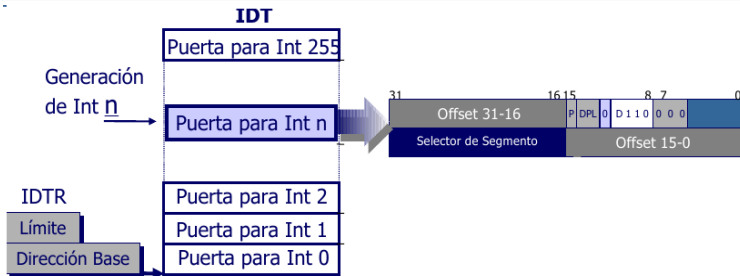 IDT
Puerta para Int 255
Generación
de Int n
Puerta para Int n
31 16 15 8 7 0
Offset 31-16 P DPL 0 D 1 1 0 0 0 0
Selector de Segmento Offset 15-0
IDTR
Puerta para Int 2
Límite
Puerta para Int 1
Dirección Base
Puerta para Int 0